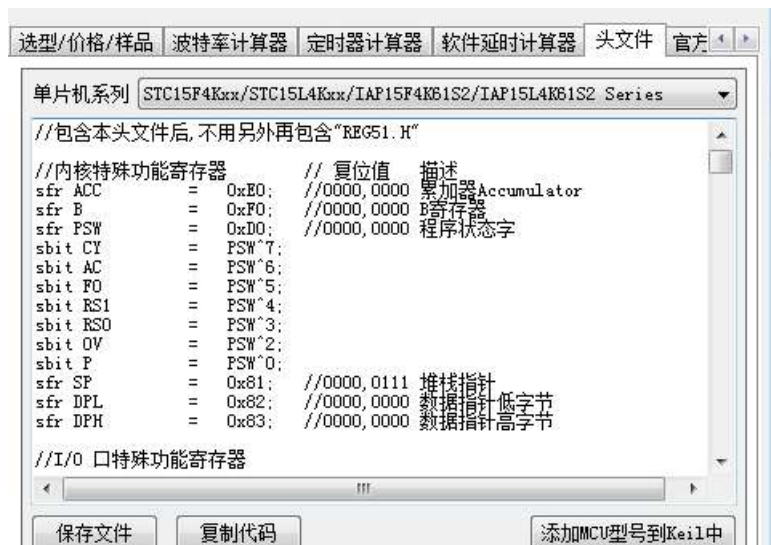 选型/价格/样品 波特率计算器 定时器计算器 软件延时计算器 头文件 官方
单片机系列 STC15F4Kxx/STC15L4Kxx/IAP15F4K61S2/IAP15L4K61S2 Series
//包含本头文件后,不用另外再包含"REG51.H"
//内核特殊功能寄存器 // 复位值 描述
sfr ACC = 0xE0; //0000,0000 累加器Accumulator
sfr B = 0xF0; //0000,0000 B寄存器
sfr PSW = 0xD0; //0000,0000 程序状态字
sbit CY = PSW^7;
sbit AC = PSW^6;
sbit F0 = PSW^5;
sbit RS1 = PSW^4;
sbit RS0 = PSW^3;
sbit OV = PSW^2;
sbit P = PSW^0;
sfr SP = 0x81; //0000,0111 堆栈指针
sfr DPL = 0x82; //0000,0000 数据指针低字节
sfr DPH = 0x83; //0000,0000 数据指针高字节
//I/O 口特殊功能寄存器
保存文件 复制代码 添加MCU型号到Keil中